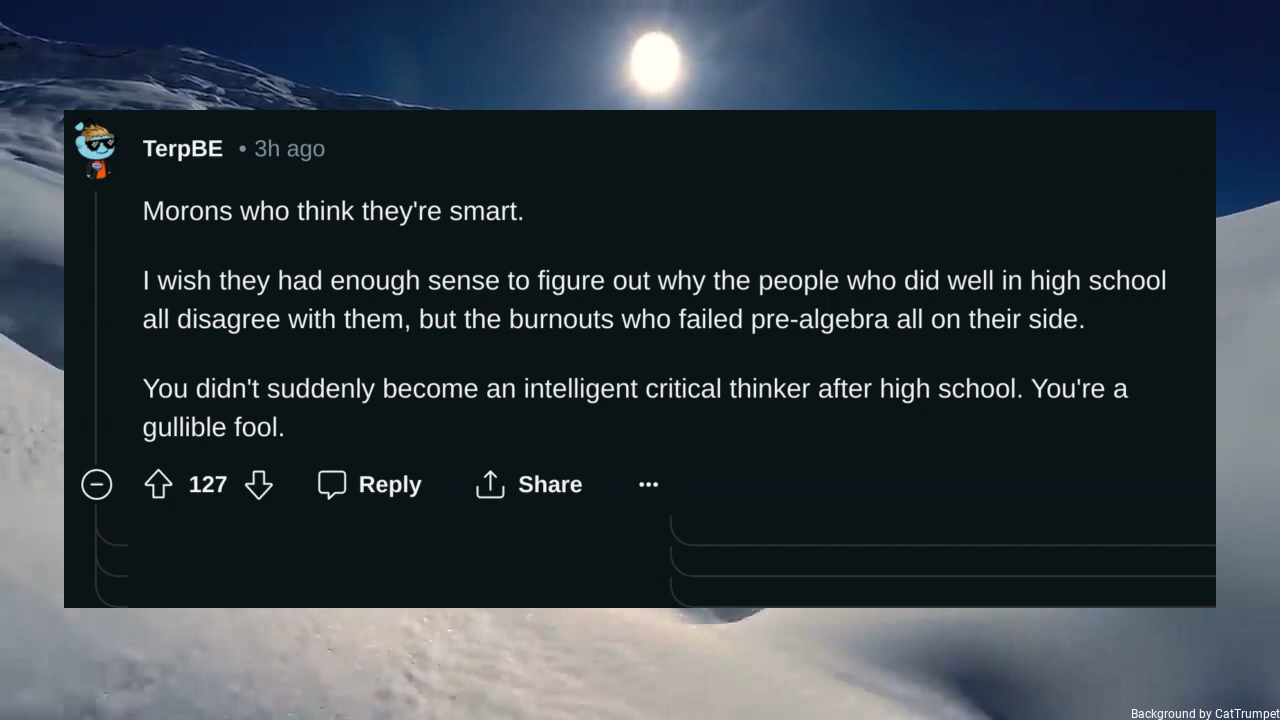 TerpBE • 3h ago
Morons who think they're smart.
I wish they had enough sense to figure out why the people who did well in high school
all disagree with them, but the burnouts who failed pre-algebra all on their side.
You didn't suddenly become an intelligent critical thinker after high school. You're a
gullible fool.
127 Reply Share ···
Background by CatTrumpet